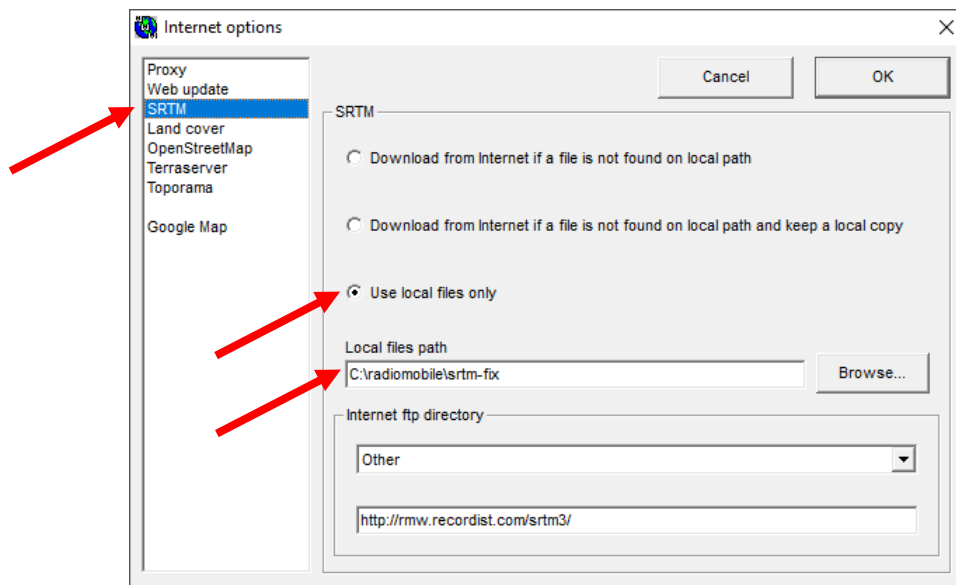 Internet options
Proxy
Web update
SRTM
Land cover
OpenStreetMap
Terraserver
Toporama
Google Map
Cancel
OK
SRTM
Download from Internet if a file is not found on local path
Download from Internet if a file is not found on local path and keep a local copy
Use local files only
Local files path
C:\radiomobile\srtm-fix
Browse...
Internet ftp directory
Other
http://rmw.recordist.com/srtm3/